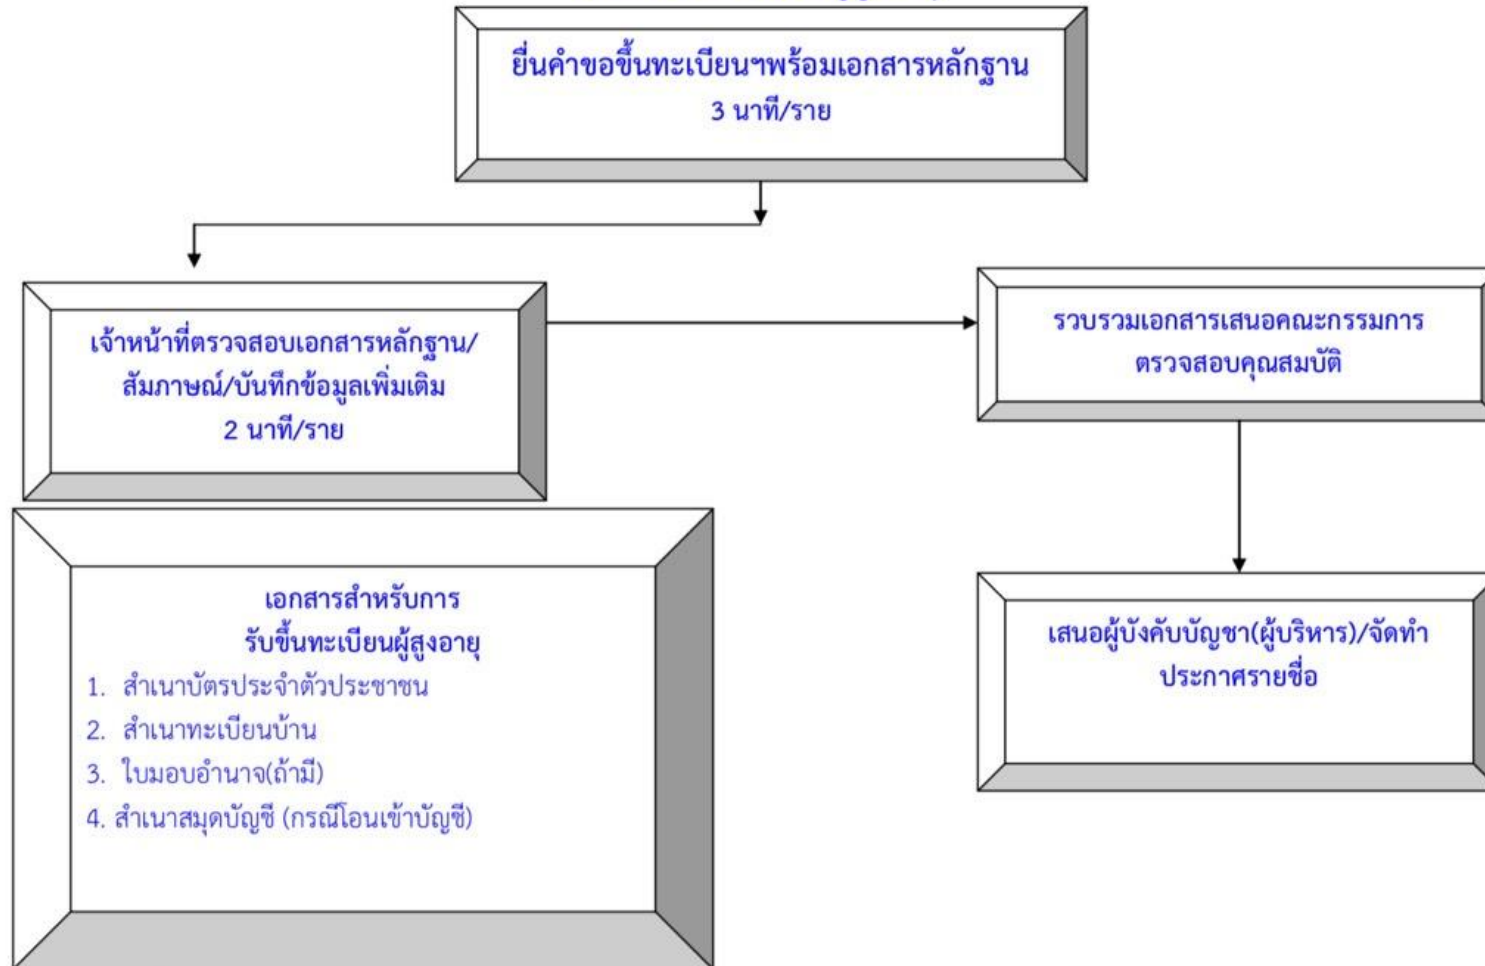 ยื่นคำขอขึ้นทะเบียนฯพร้อมเอกสารหลักฐาน
3 นาที/ราย
เจ้าหน้าที่ตรวจสอบเอกสารหลักฐาน/
สัมภาษณ์/บันทึกข้อมูลเพิ่มเติม
2 นาที/ราย
รวบรวมเอกสารเสนอคณะกรรมการ
ตรวจสอบคุณสมบัติ
เสนอผู้บังคับบัญชา(ผู้บริหาร)/จัดทำ
ประกาศรายชื่อ
เอกสารสำหรับการ
รับขึ้นทะเบียนผู้สูงอายุ
1. สำเนาบัตรประจำตัวประชาชน
2. สำเนาทะเบียนบ้าน
3. ใบมอบอำนาจ(ถ้ามี)
4. สำเนาสมุดบัญชี (กรณีโอนเข้าบัญชี)